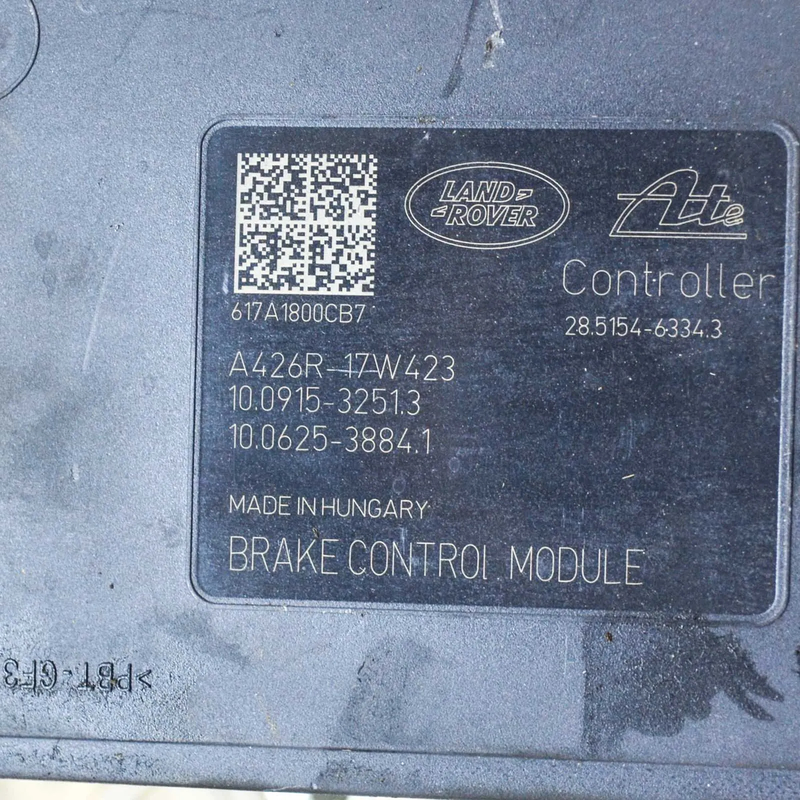 LAND
ROVER
Ate
Controller
28.5154-6334.3
617A1800CB7
A426R-17W423
10.0915-3251.3
10.0625-3884.1
MADE IN HUNGARY
BRAKE CONTROL MODULE
>PBT-GF3